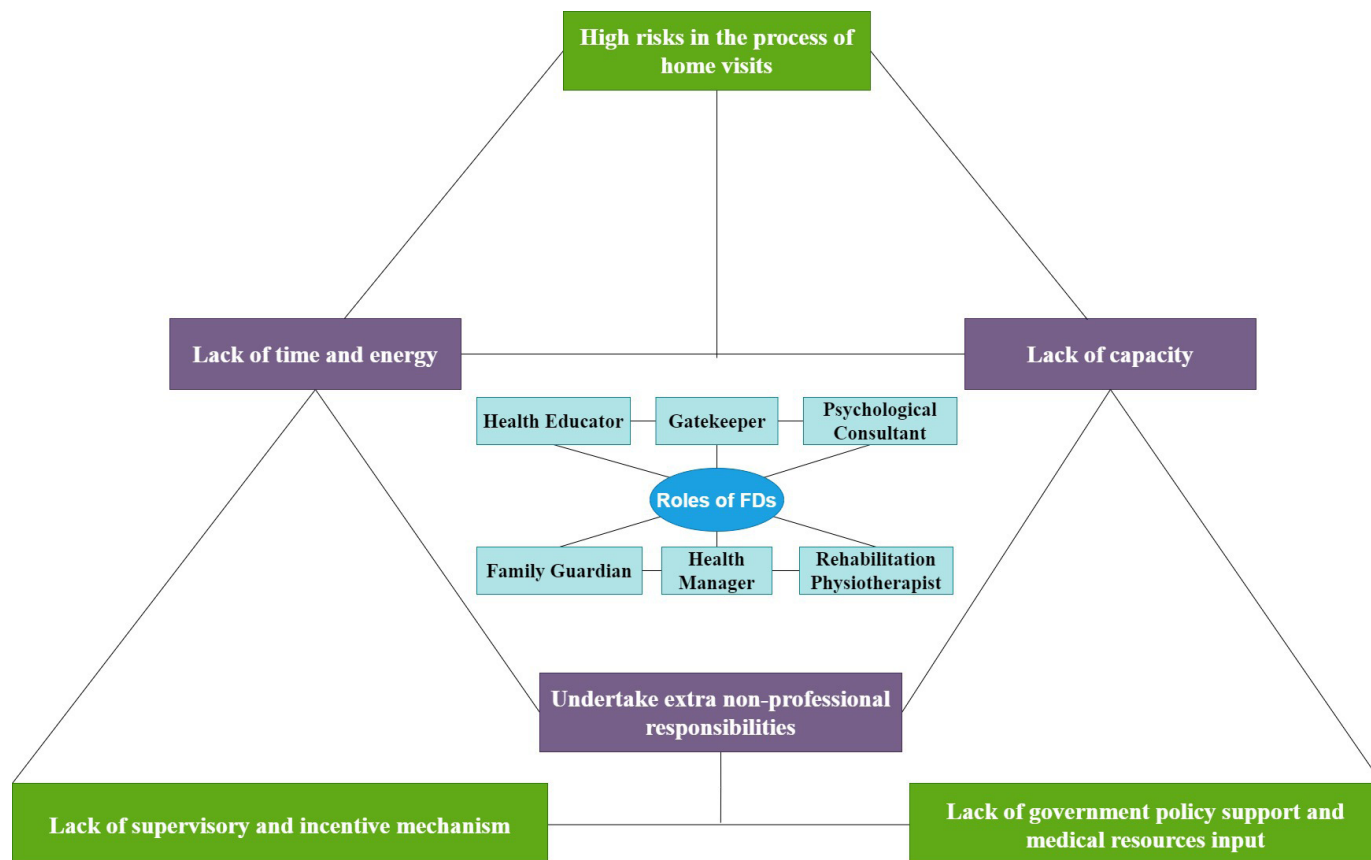 High risks in the process of
home visits
Lack of time and energy
Lack of capacity
Health Educator
Gatekeeper
Psychological
Consultant
Roles of FDs
Family Guardian
Health
Manager
Rehabilitation
Physiotherapist
Undertake extra non-professional
responsibilities
Lack of supervisory and incentive mechanism
Lack of government policy support and
medical resources input